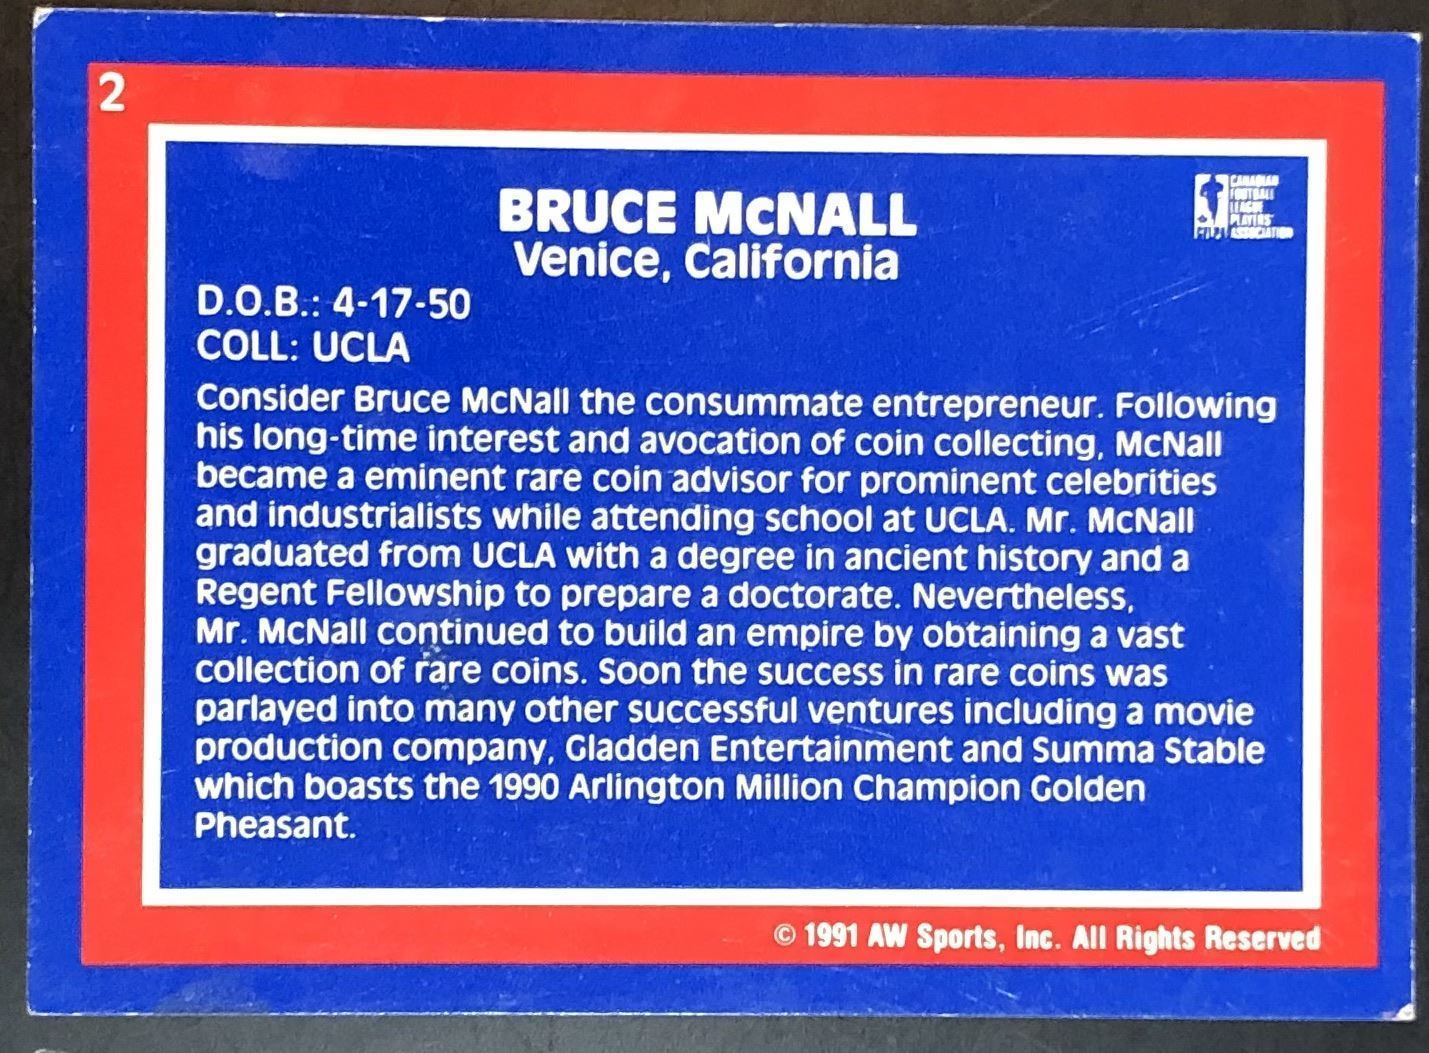 2
BRUCE McNALL
CANADIAN
FOOTBALL
LEAGUE
PLAYERS'
ASSOCIATION
Venice, California
D.O.B.: 4-17-50
COLL: UCLA
Consider Bruce McNall the consummate entrepreneur. Following
his long-time interest and avocation of coin collecting, McNall
became a eminent rare coin advisor for prominent celebrities
and industrialists while attending school at UCLA. Mr. McNall
graduated from UCLA with a degree in ancient history and a
Regent Fellowship to prepare a doctorate. Nevertheless,
Mr. McNall continued to build an empire by obtaining a vast
collection of rare coins. Soon the success in rare coins was
parlayed into many other successful ventures including a movie
production company, Gladden Entertainment and Summa Stable
which boasts the 1990 Arlington Million Champion Golden
Pheasant.
© 1991 AW Sports, Inc. All Rights Reserved